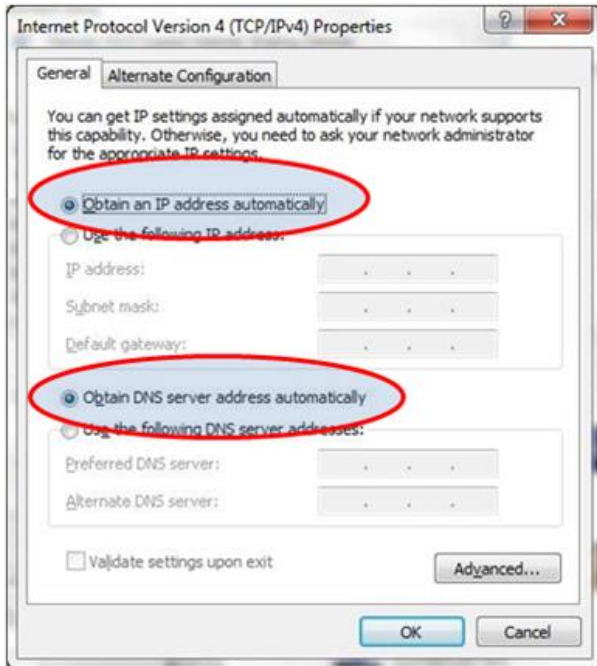 Internet Protocol Version 4 (TCP/IPv4) Properties
General
Alternate Configuration
You can get IP settings assigned automatically if your network supports
this capability. Otherwise, you need to ask your network administrator
for the appropriate IP settings.
Obtain an IP address automatically
Use the following IP address:
IP address:
Subnet mask:
Default gateway:
Obtain DNS server address automatically
Use the following DNS server addresses:
Preferred DNS server:
Alternate DNS server:
Validate settings upon exit
Advanced...
OK
Cancel